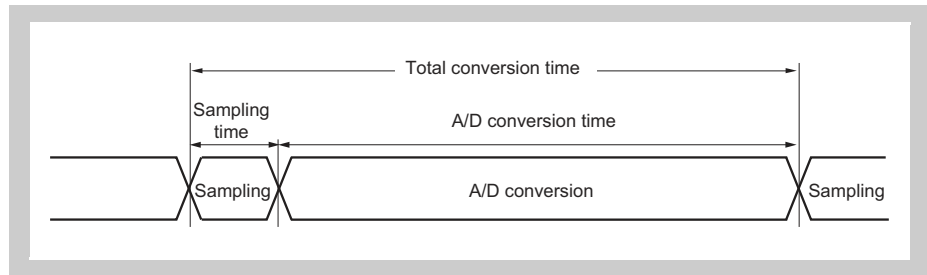 Total conversion time
Sampling
time
A/D conversion time
Sampling
A/D conversion
Sampling